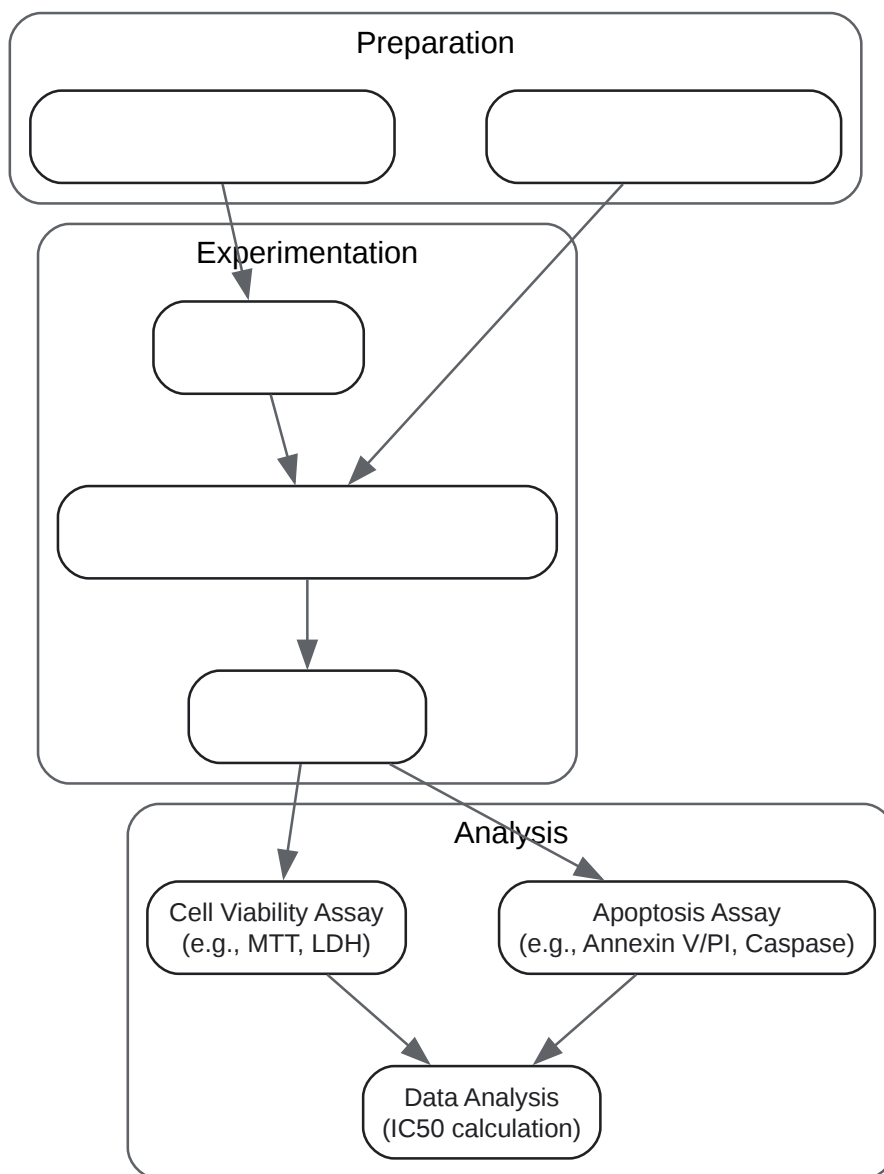 Preparation
Experimentation
Analysis
Cell Viability Assay
(e.g., MTT, LDH)
Apoptosis Assay
(e.g., Annexin V/PI, Caspase)
Data Analysis
(IC50 calculation)